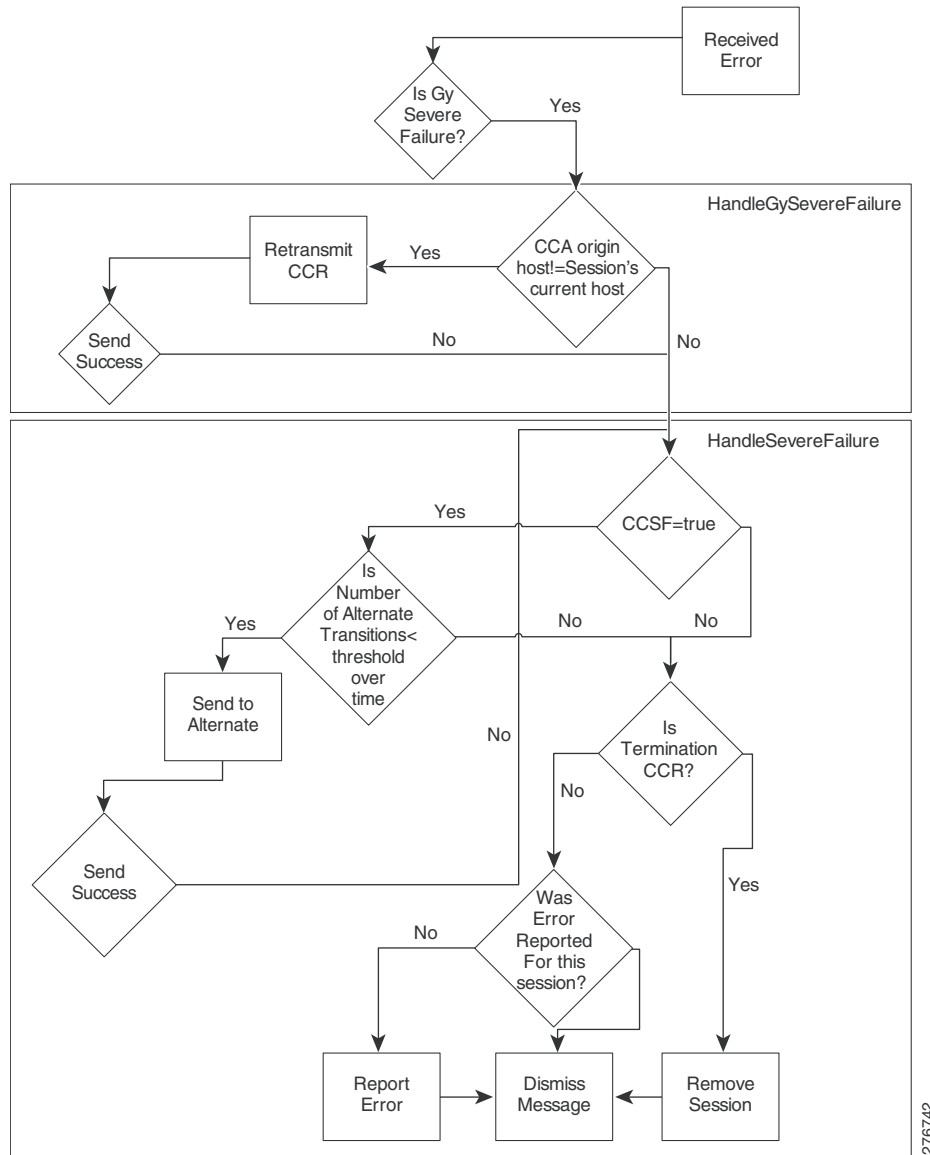 Received
Error
Is Gy
Severe
Failure?
Yes
HandleGySevereFailure
CCA origin
host!=Session's
current host
Yes
Retransmit
CCR
Send
Success
No
No
HandleSevereFailure
CCSF=true
Yes
Is
Number
of Alternate
Transitions<
threshold
over
time
Yes
No
No
Send to
Alternate
No
Is
Termination
CCR?
No
Send
Success
Yes
Was
Error
Reported
For this
session?
No
Report
Error
Dismiss
Message
Remove
Session
276742